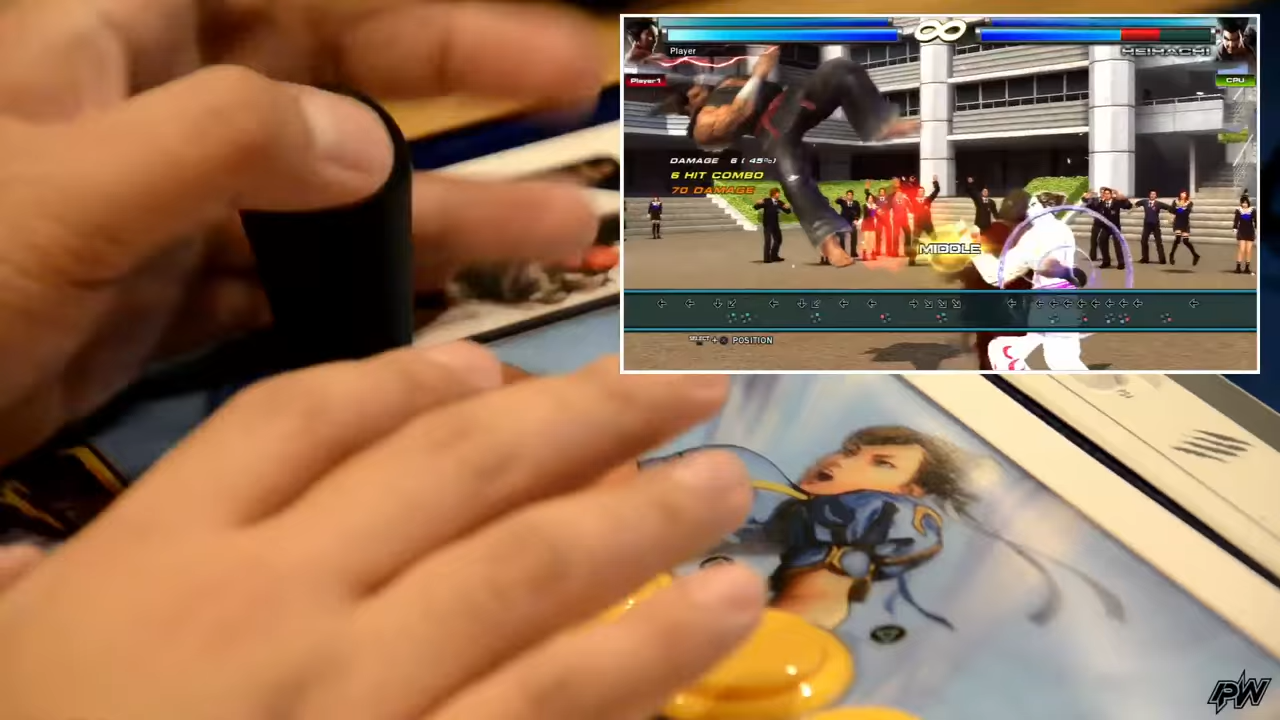 Player
HEIHACHI
Player1
CPU
DAMAGE 6 ( 45%)
6 HIT COMBO
70 DAMAGE
MIDDLE
SELECT + POSITION
PW